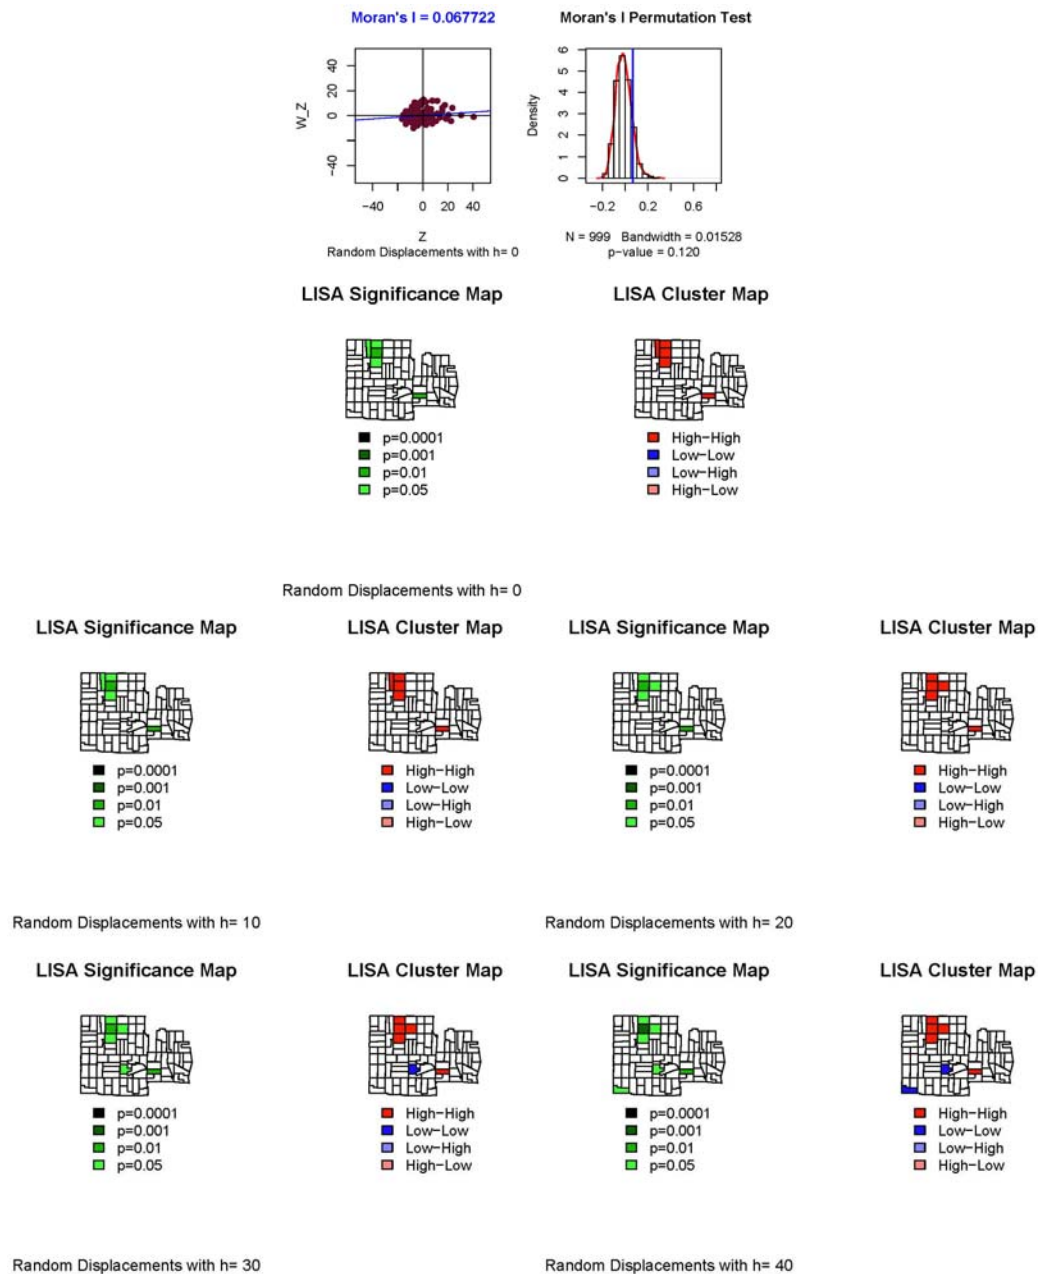 Moran's I = 0.067722
Moran's I Permutation Test
W_Z
40
20
0
−40
−40
0
20
40
Z
Random Displacements with h= 0
Density
6
5
4
3
2
1
0
−0.2
0.2
0.6
N = 999 Bandwidth = 0.01528
p−value = 0.120
LISA Significance Map
p=0.0001
p=0.001
p=0.01
p=0.05
LISA Cluster Map
High−High
Low−Low
Low−High
High−Low
Random Displacements with h= 0
LISA Significance Map
p=0.0001
p=0.001
p=0.01
p=0.05
LISA Cluster Map
High−High
Low−Low
Low−High
High−Low
Random Displacements with h= 10
LISA Significance Map
p=0.0001
p=0.001
p=0.01
p=0.05
LISA Cluster Map
High−High
Low−Low
Low−High
High−Low
Random Displacements with h= 20
LISA Significance Map
p=0.0001
p=0.001
p=0.01
p=0.05
LISA Cluster Map
High−High
Low−Low
Low−High
High−Low
Random Displacements with h= 30
LISA Significance Map
p=0.0001
p=0.001
p=0.01
p=0.05
LISA Cluster Map
High−High
Low−Low
Low−High
High−Low
Random Displacements with h= 40